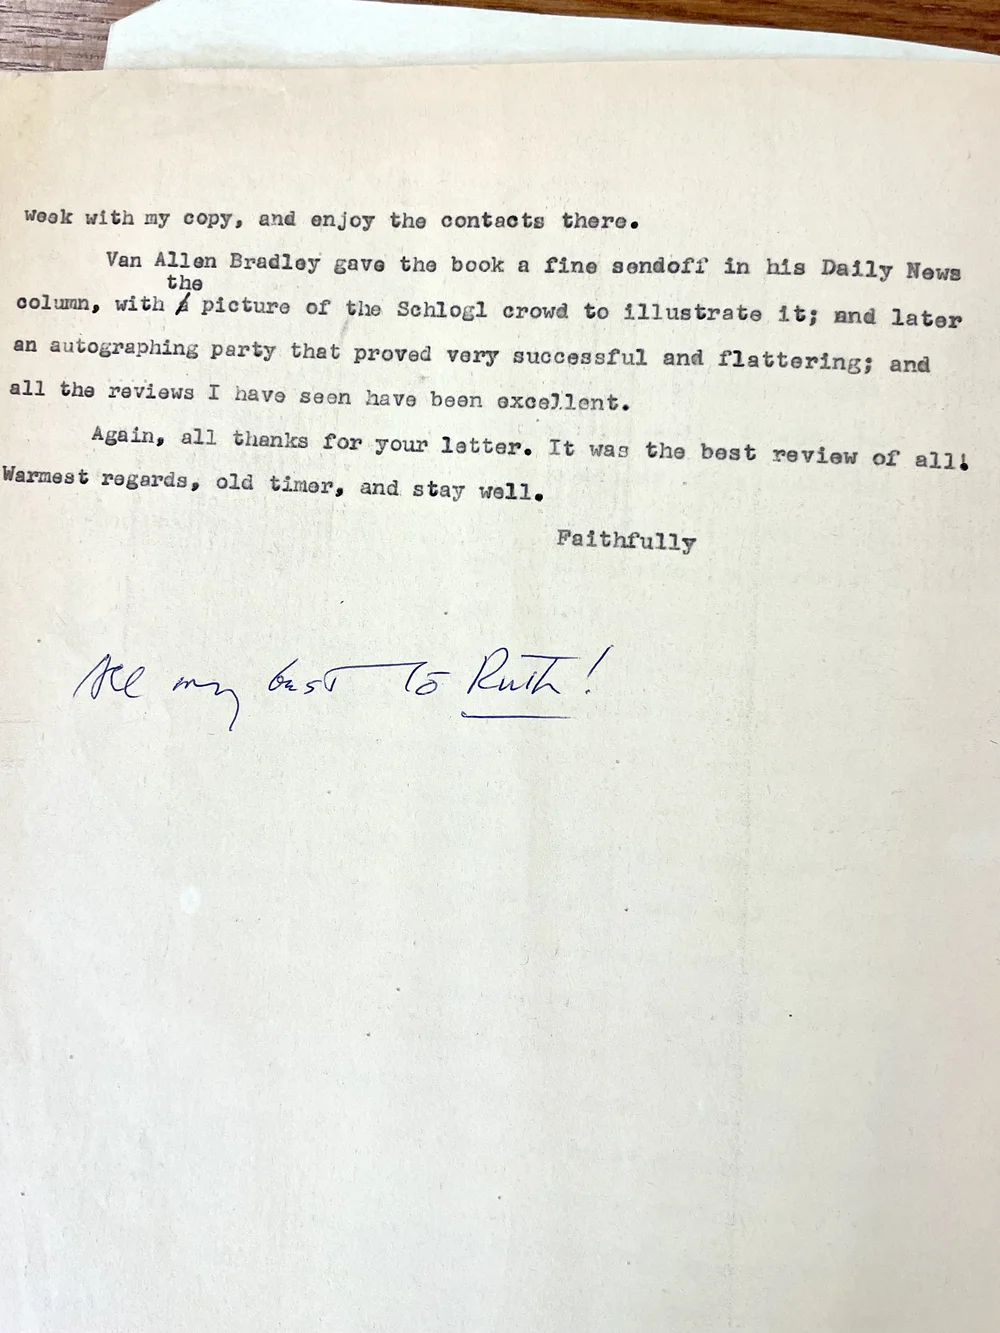 week with my copy, and enjoy the contacts there.
Van Allen Bradley gave the book a fine sendoff in his Daily News
the
column, with a picture of the Schlogl crowd to illustrate it; and later
an autographing party that proved very successful and flattering; and
all the reviews I have seen have been excellent.
Again, all thanks for your letter. It was the best review of all!
Warmest regards, old timer, and stay well.
Faithfully
All my best to Ruth!